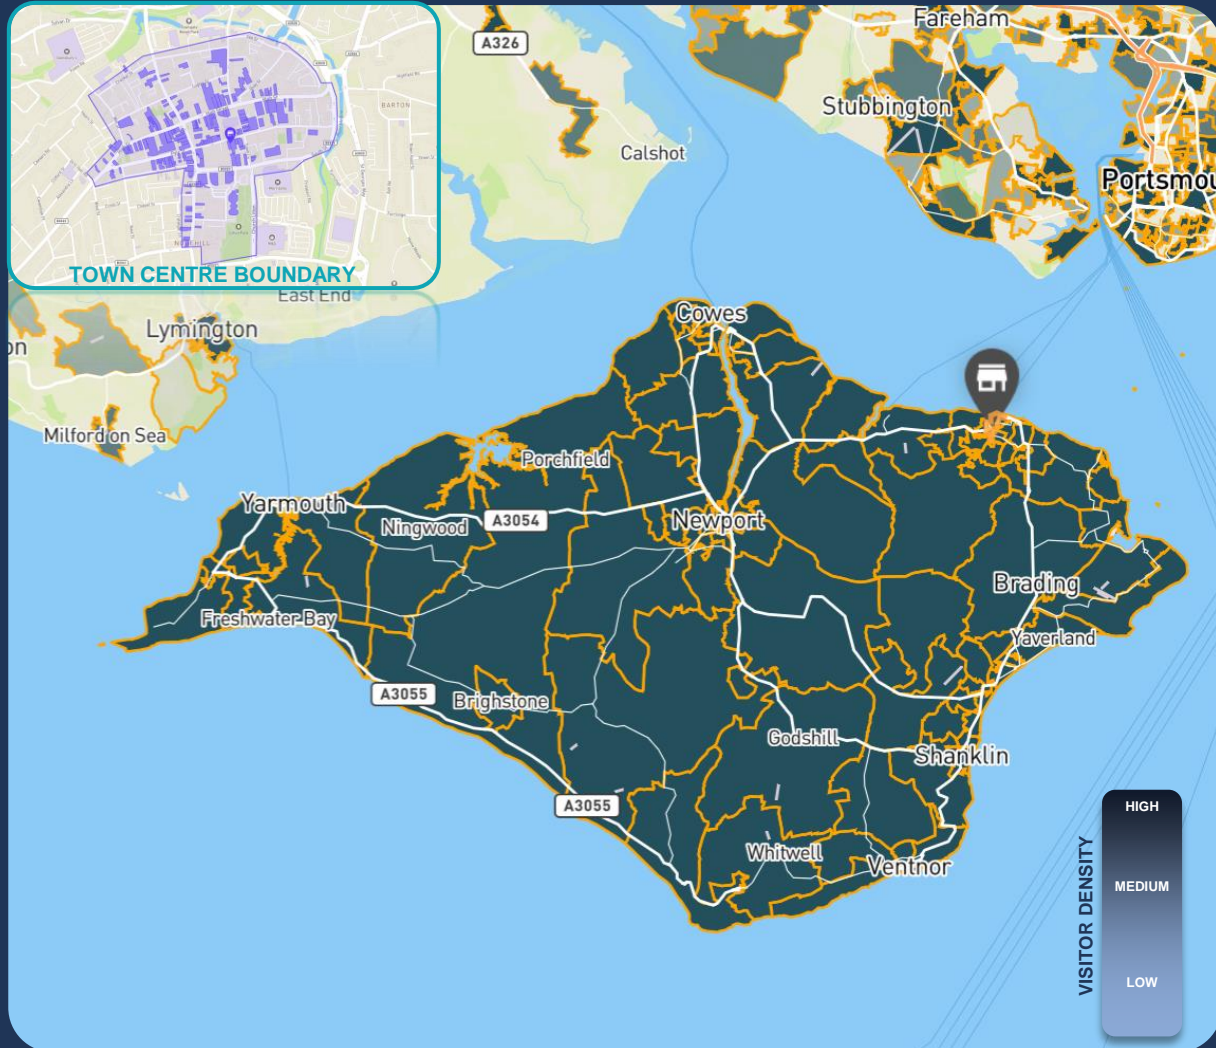 Fareham
A326
Stubbington
Calshot
Portsmou
BARTON
TOWN CENTRE BOUNDARY
East End
Lymington
on
Milford on Sea
Cowes
Porchfield
Yarmouth
A3054
Newport
Ningwood
Brading
Freshwater Bay
Yaverland
A3055
Brighstone
Godshill
Shanklin
A3055
Whitwell
Ventnor
HIGH
MEDIUM
LOW
VISITOR DENSITY